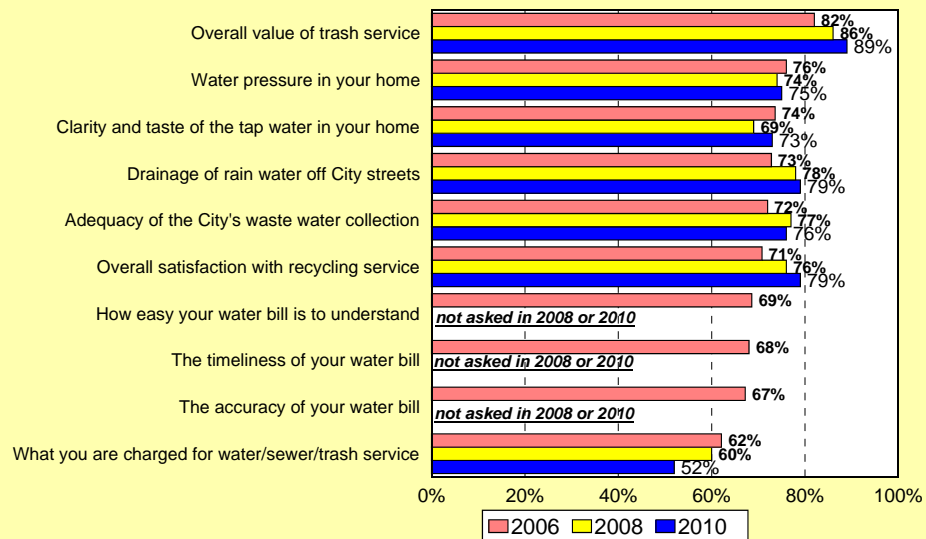 Overall value of trash service
82%
86%
89%
Water pressure in your home
76%
74%
75%
Clarity and taste of the tap water in your home
74%
69%
73%
Drainage of rain water off City streets
73%
78%
79%
Adequacy of the City's waste water collection
72%
77%
76%
Overall satisfaction with recycling service
71%
76%
79%
How easy your water bill is to understand
69%
not asked in 2008 or 2010
The timeliness of your water bill
68%
not asked in 2008 or 2010
The accuracy of your water bill
67%
not asked in 2008 or 2010
What you are charged for water/sewer/trash service
62%
60%
52%
0% 20% 40% 60% 80% 100%
2006 2008 2010